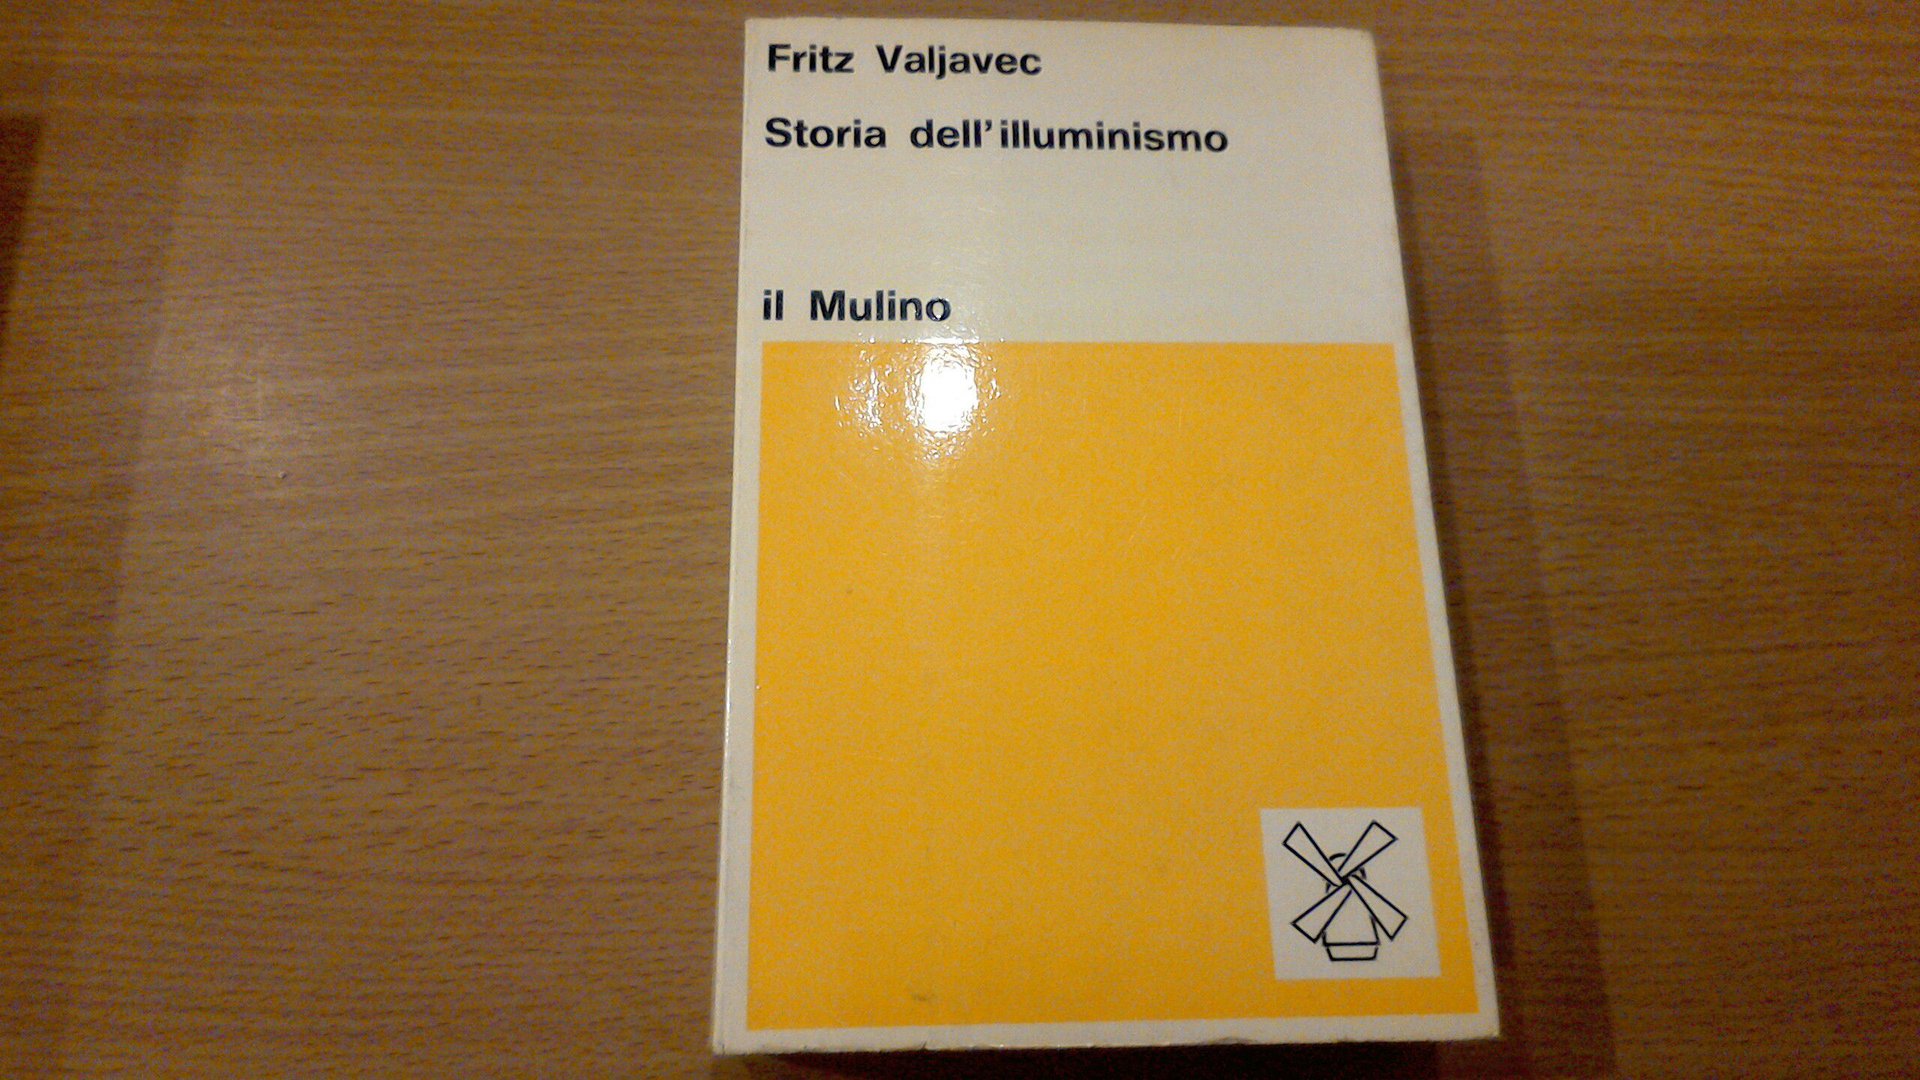 Fritz Valjavec
Storia dell'illuminismo
il Mulino